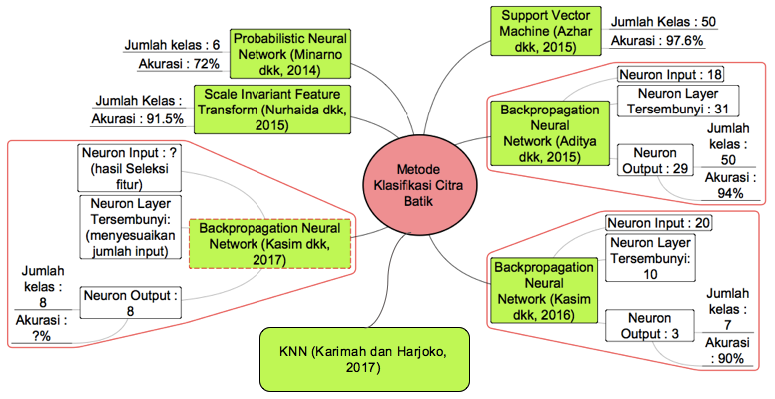 Metode
Klasifikasi Citra
Batik
Probabilistic Neural
Network (Minarno
dkk, 2014)
Jumlah kelas : 6
Akurasi : 72%
Scale Invariant Feature
Transform (Nurhaida dkk,
2015)
Jumlah Kelas :
Akurasi : 91.5%
Backpropagation Neural
Network (Kasim dkk,
2017)
Neuron Input : ?
(hasil Seleksi
fitur)
Neuron Layer
Tersembunyi:
(menyesuaikan
jumlah input)
Neuron Output :
8
Jumlah
kelas :
8
Akurasi :
?%
KNN (Karimah dan Harjoko,
2017)
Support Vector
Machine (Azhar
dkk, 2015)
Jumlah Kelas : 50
Akurasi : 97.6%
Backpropagation
Neural
Network (Aditya
dkk, 2015)
Neuron Input : 18
Neuron Layer
Tersembunyi : 31
Neuron
Output : 29
Jumlah
kelas :
50
Akurasi :
94%
Backpropagation
Neural
Network (Kasim
dkk, 2016)
Neuron Input : 20
Neuron Layer
Tersembunyi:
10
Neuron
Output : 3
Jumlah
kelas :
7
Akurasi
: 90%